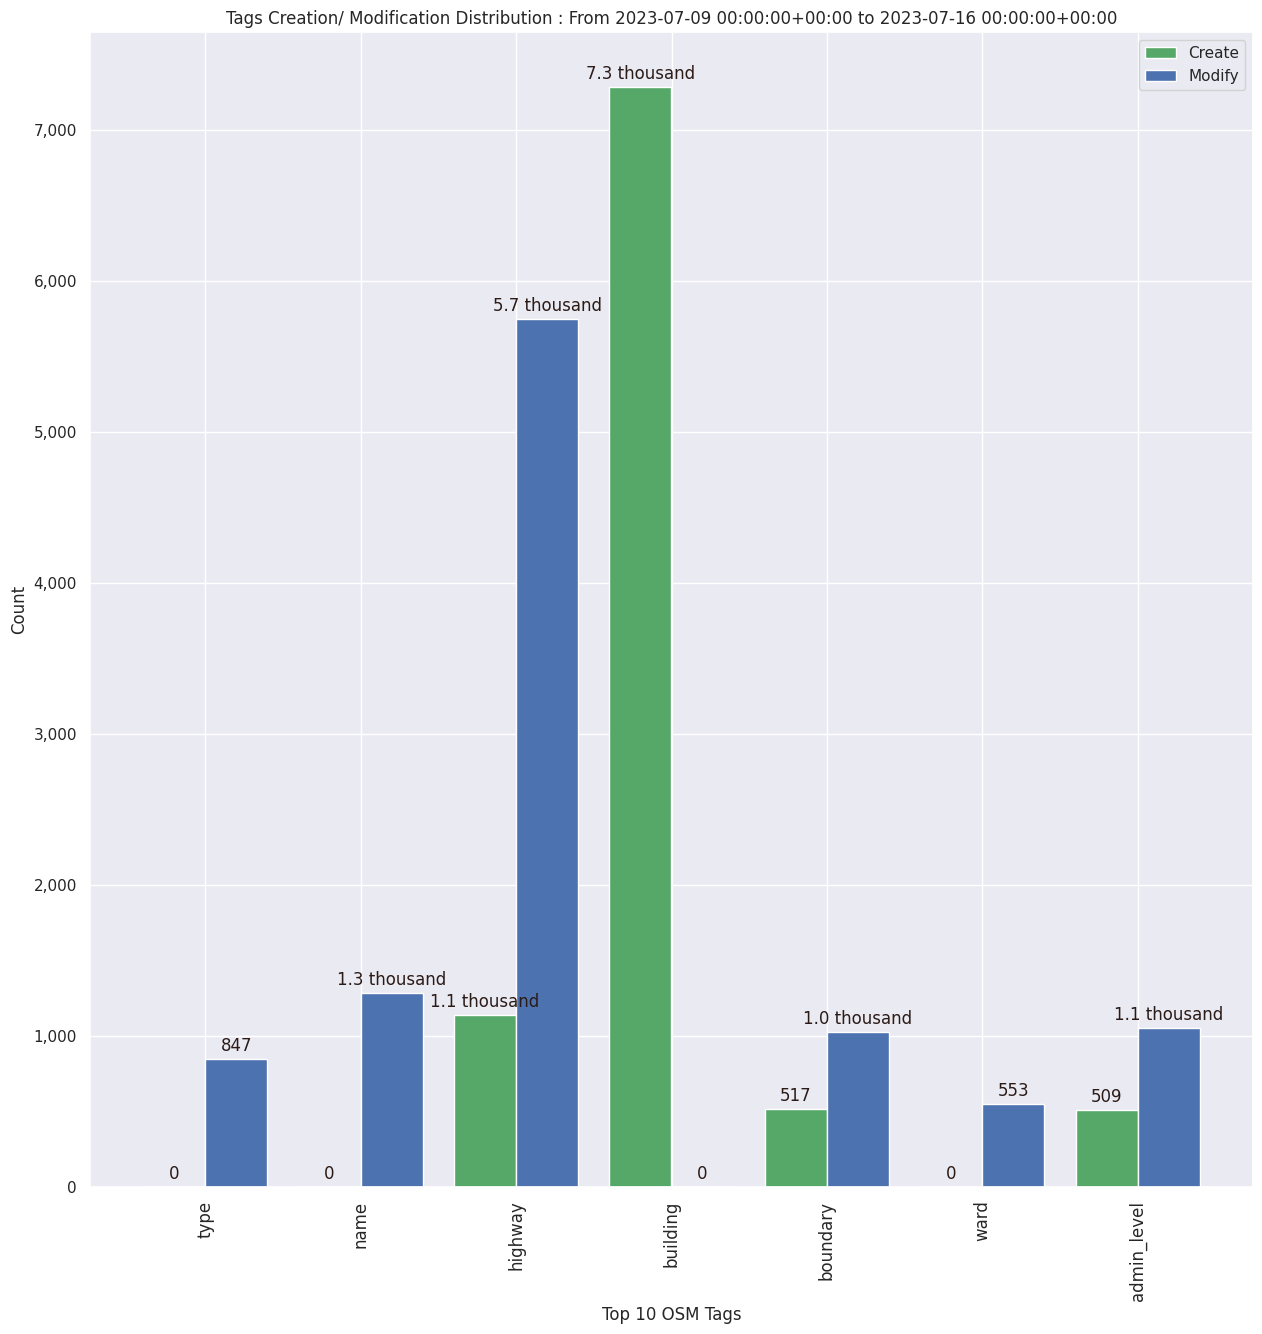 Tags Creation/ Modification Distribution : From 2023-07-09 00:00:00+00:00 to 2023-07-16 00:00:00+00:00
Create
Modify
7.3 thousand
7,000
6,000
5.7 thousand
5,000
4,000
Count
3,000
2,000
1.3 thousand
1.1 thousand
1.0 thousand
1.1 thousand
1,000
847
517
553
509
0
0
0
0
0
type
name
highway
building
boundary
ward
admin_level
Top 10 OSM Tags